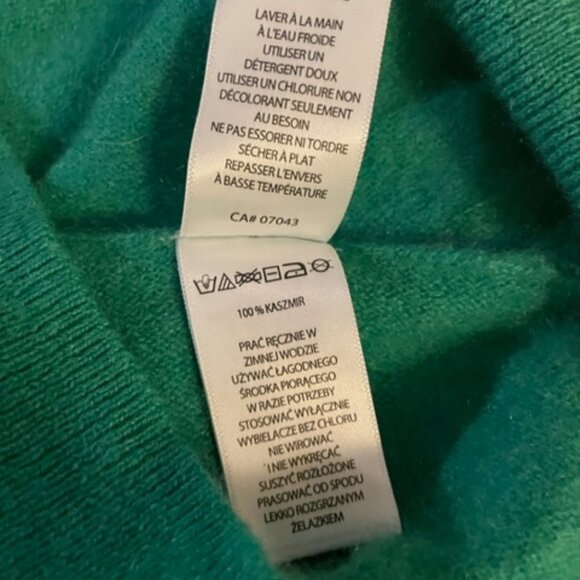 LAVER À LA MAIN
À L'EAU FROIDE
UTILISER UN
DÉTERGENT DOUX
UTILISER UN CHLORURE NON
DÉCOLORANT SEULEMENT
AU BESOIN
NE PAS ESSORER NI TORDRE
SÉCHER À PLAT
REPASSER L'ENVERS
À BASSE TEMPÉRATURE
CA# 07043
100 % KASZMIR
PRAĆ RĘCZNIE W
ZIMNEJ WODZIE
UŻYWAĆ ŁAGODNEGO
ŚRODKA PIORĄCEGO
W RAZIE POTRZEBY
STOSOWAĆ WYŁĄCZNIE
WYBIELACZE BEZ CHLORU
NIE WIROWAĆ
I NIE WYKRĘCAĆ
SUSZYĆ ROZŁOŻONE
PRASOWAĆ OD SPODU
LEKKO ROZGRZANYM
ŻELAZKIEM